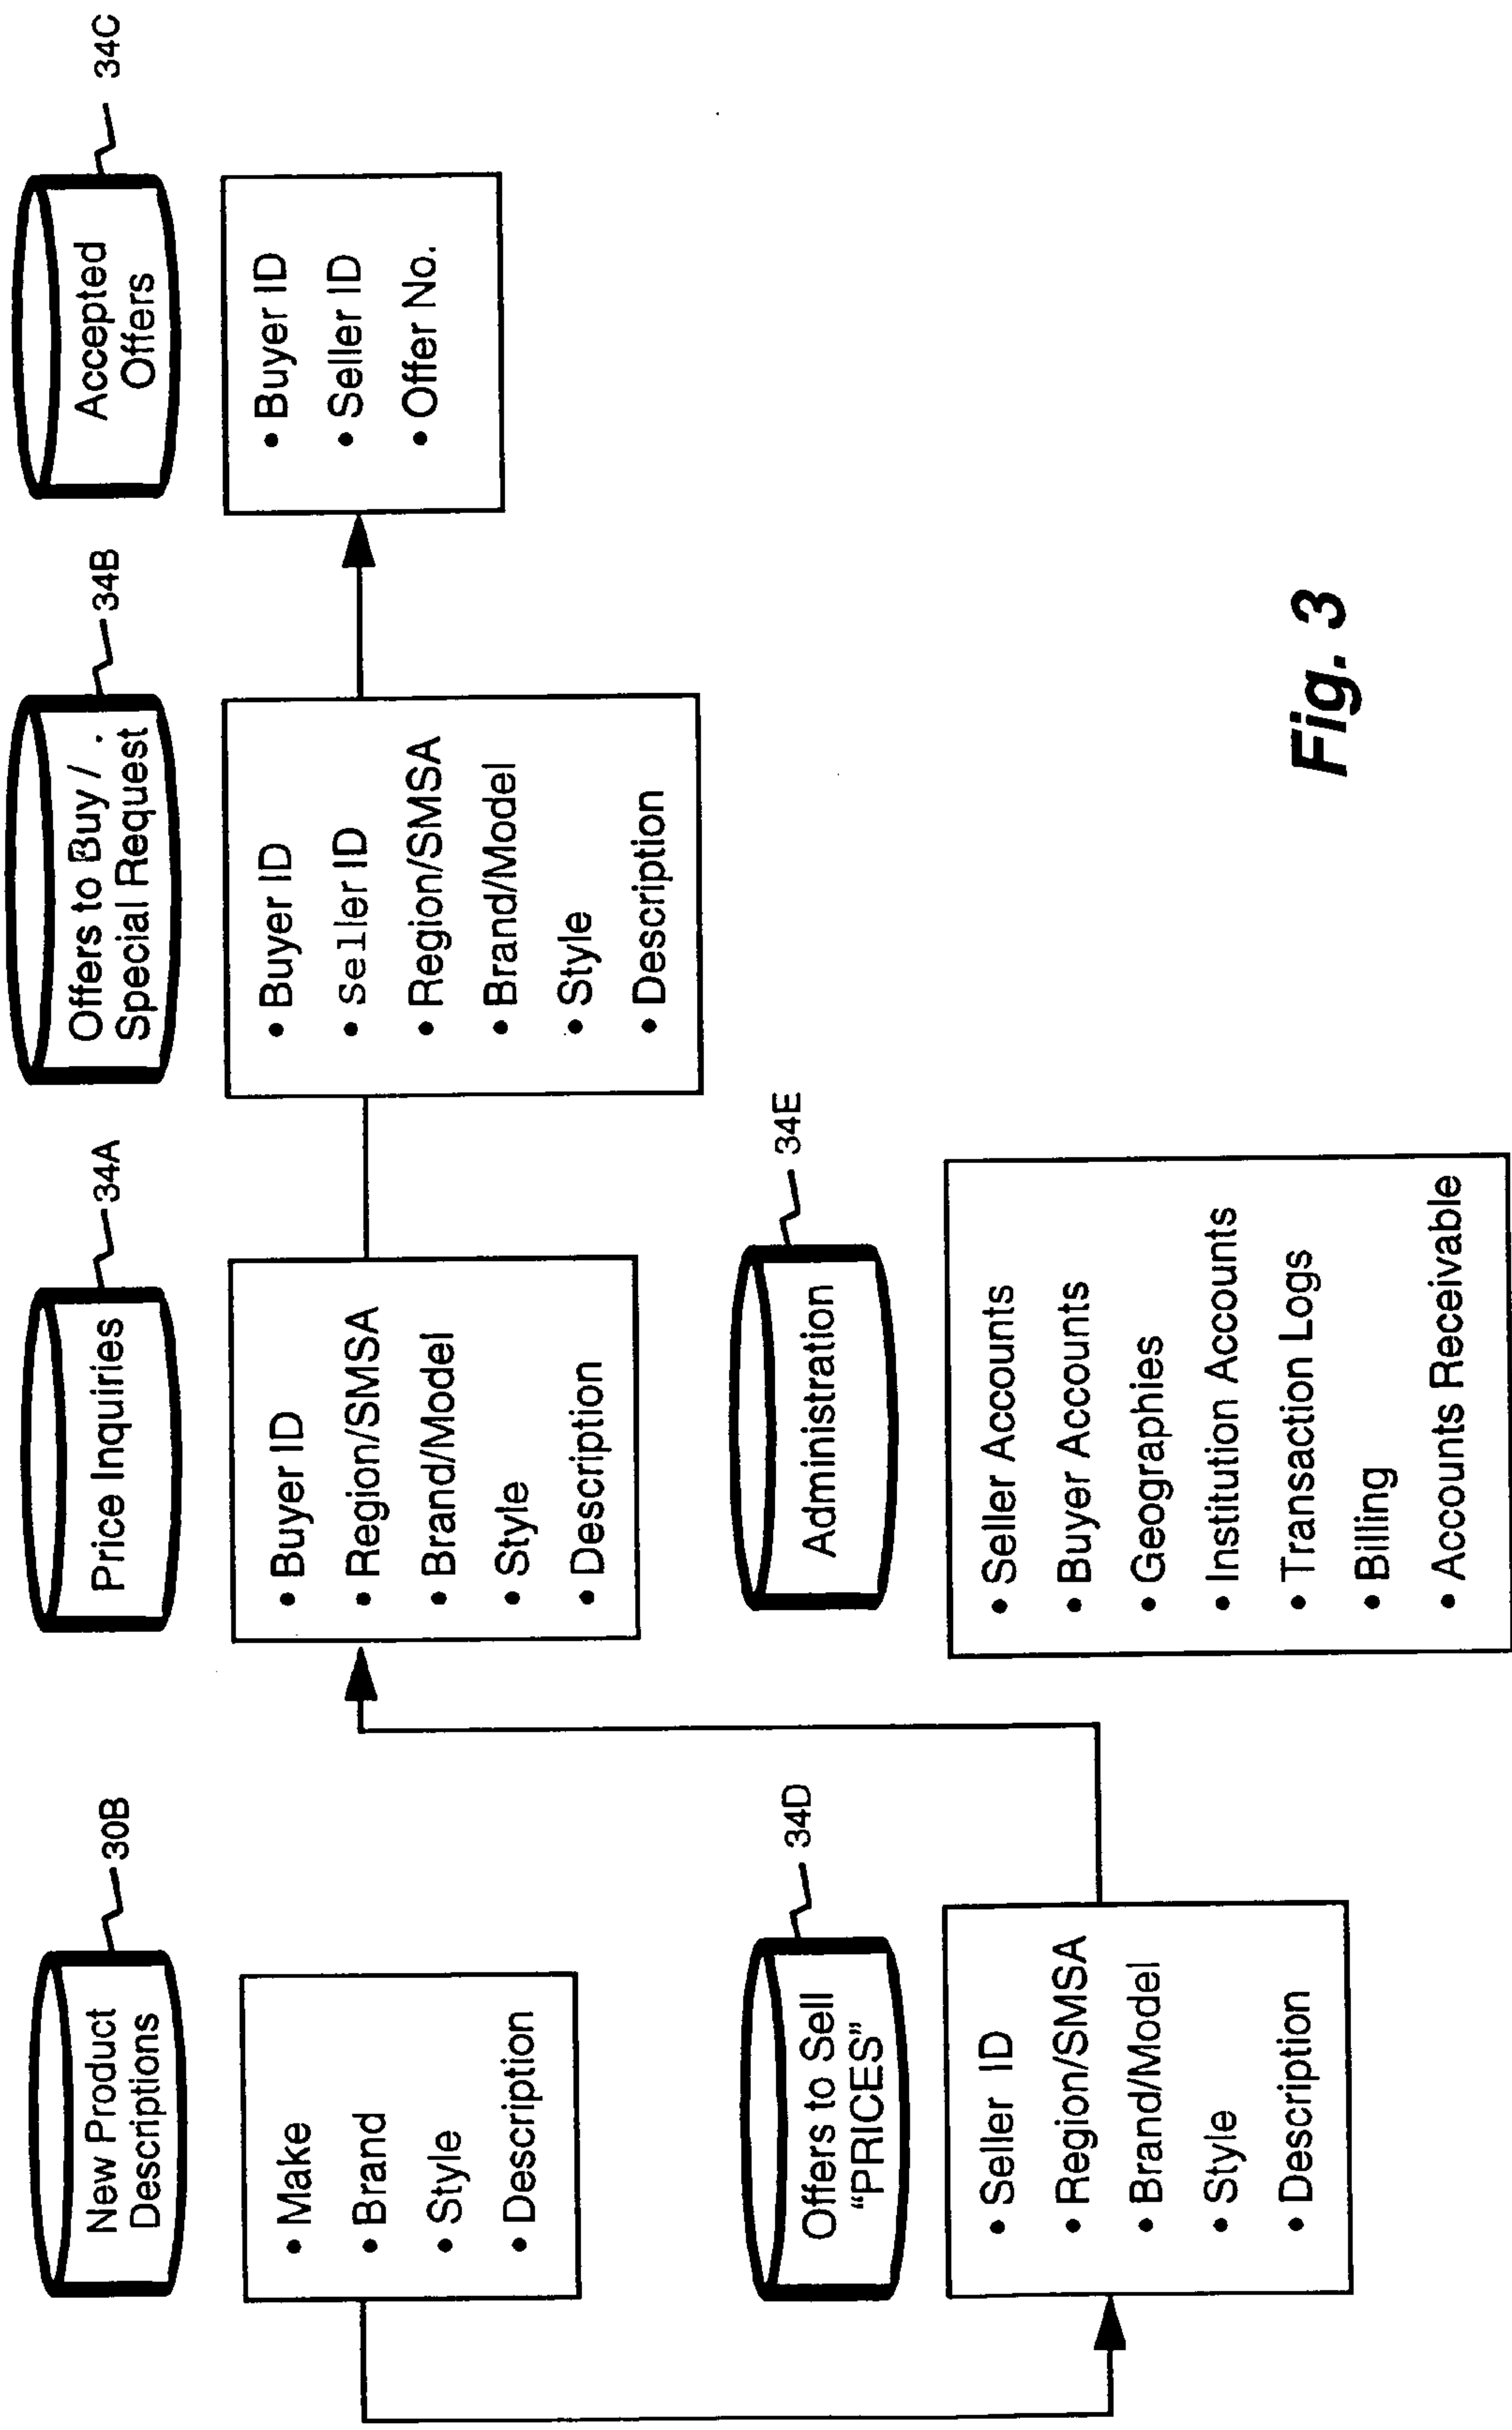 New Product
Descriptions
30B
• Make
• Brand
• Style
• Description
Price Inquiries
34A
• Buyer ID
• Region/SMSA
• Brand/Model
• Style
• Description
Offers to Buy / .
Special Request
34B
• Buyer ID
• Seller ID
• Region/SMSA
• Brand/Model
• Style
• Description
Accepted
Offers
34C
• Buyer ID
• Seller ID
• Offer No.
Offers to Sell
“PRICES”
34D
• Seller ID
• Region/SMSA
• Brand/Model
• Style
• Description
Administration
34E
• Seller Accounts
• Buyer Accounts
• Geographies
• Institution Accounts
• Transaction Logs
• Billing
• Accounts Receivable
Fig. 3